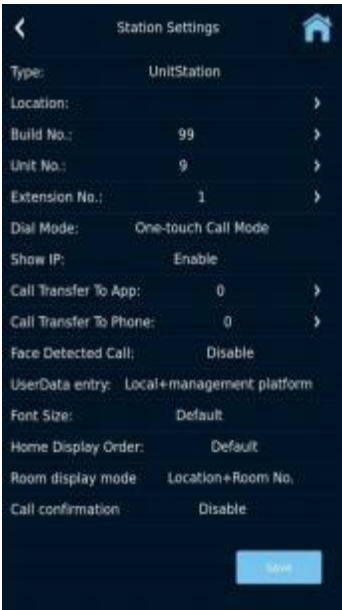 Station Settings
Type: UnitStation
Location:
Build No.: 99
Unit No.: 9
Extension No.: 1
Dial Mode: One-touch Call Mode
Show IP: Enable
Call Transfer To App: 0
Call Transfer To Phone: 0
Face Detected Call: Disable
UserData entry: Local+management platform
Font Size: Default
Home Display Order: Default
Room display mode Location+Room No.
Call confirmation Disable
Save